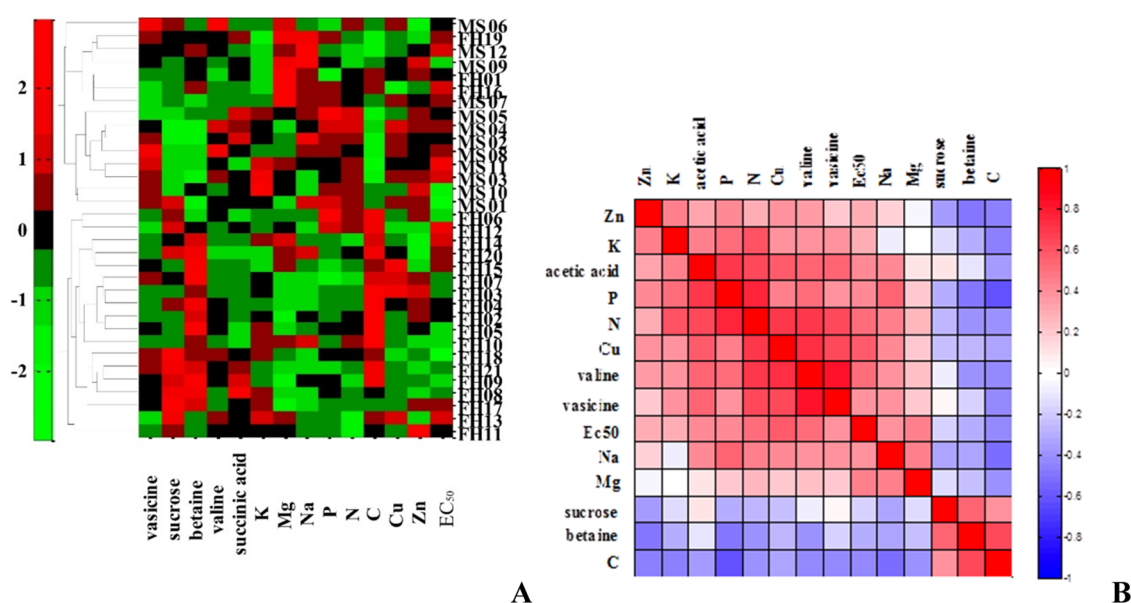 2
1
0
-1
-2
MS06
FH19
MS12
MS09
FH01
FH16
MS07
MS05
MS04
MS02
MS08
MS11
MS03
MS10
MS01
FH06
FH12
FH14
FH20
FH15
FH07
FH03
FH04
FH02
FH05
FH10
FH18
FH21
FH09
FH08
FH17
FH13
FH11
vasicine
sucrose
betaine
valine
succinic acid
K
Mg
Na
P
N
C
Cu
Zn
EC50
A
Zn
K
acetic acid
P
N
Cu
valine
vasicine
Ec50
Na
Mg
sucrose
betaine
C
Zn
K
acetic acid
P
N
Cu
valine
vasicine
Ec50
Na
Mg
sucrose
betaine
C
1
0.8
0.6
0.4
0.2
0
-0.2
-0.4
-0.6
-0.8
-1
B